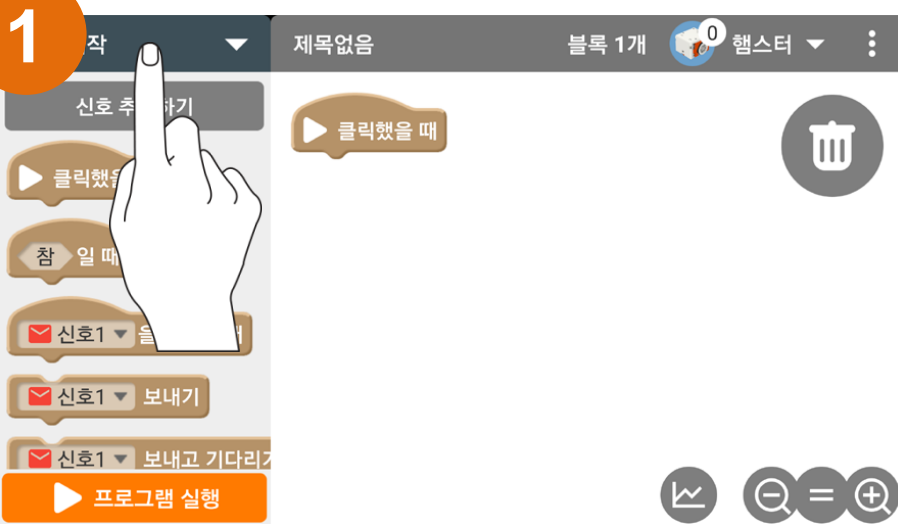 1
작
제목없음
블록 1개
0
햄스터
신호 추 하기
클릭했을 때
클릭했을
참 일 때
신호1 을
신호1 보내기
신호1 보내고 기다리기
프로그램 실행